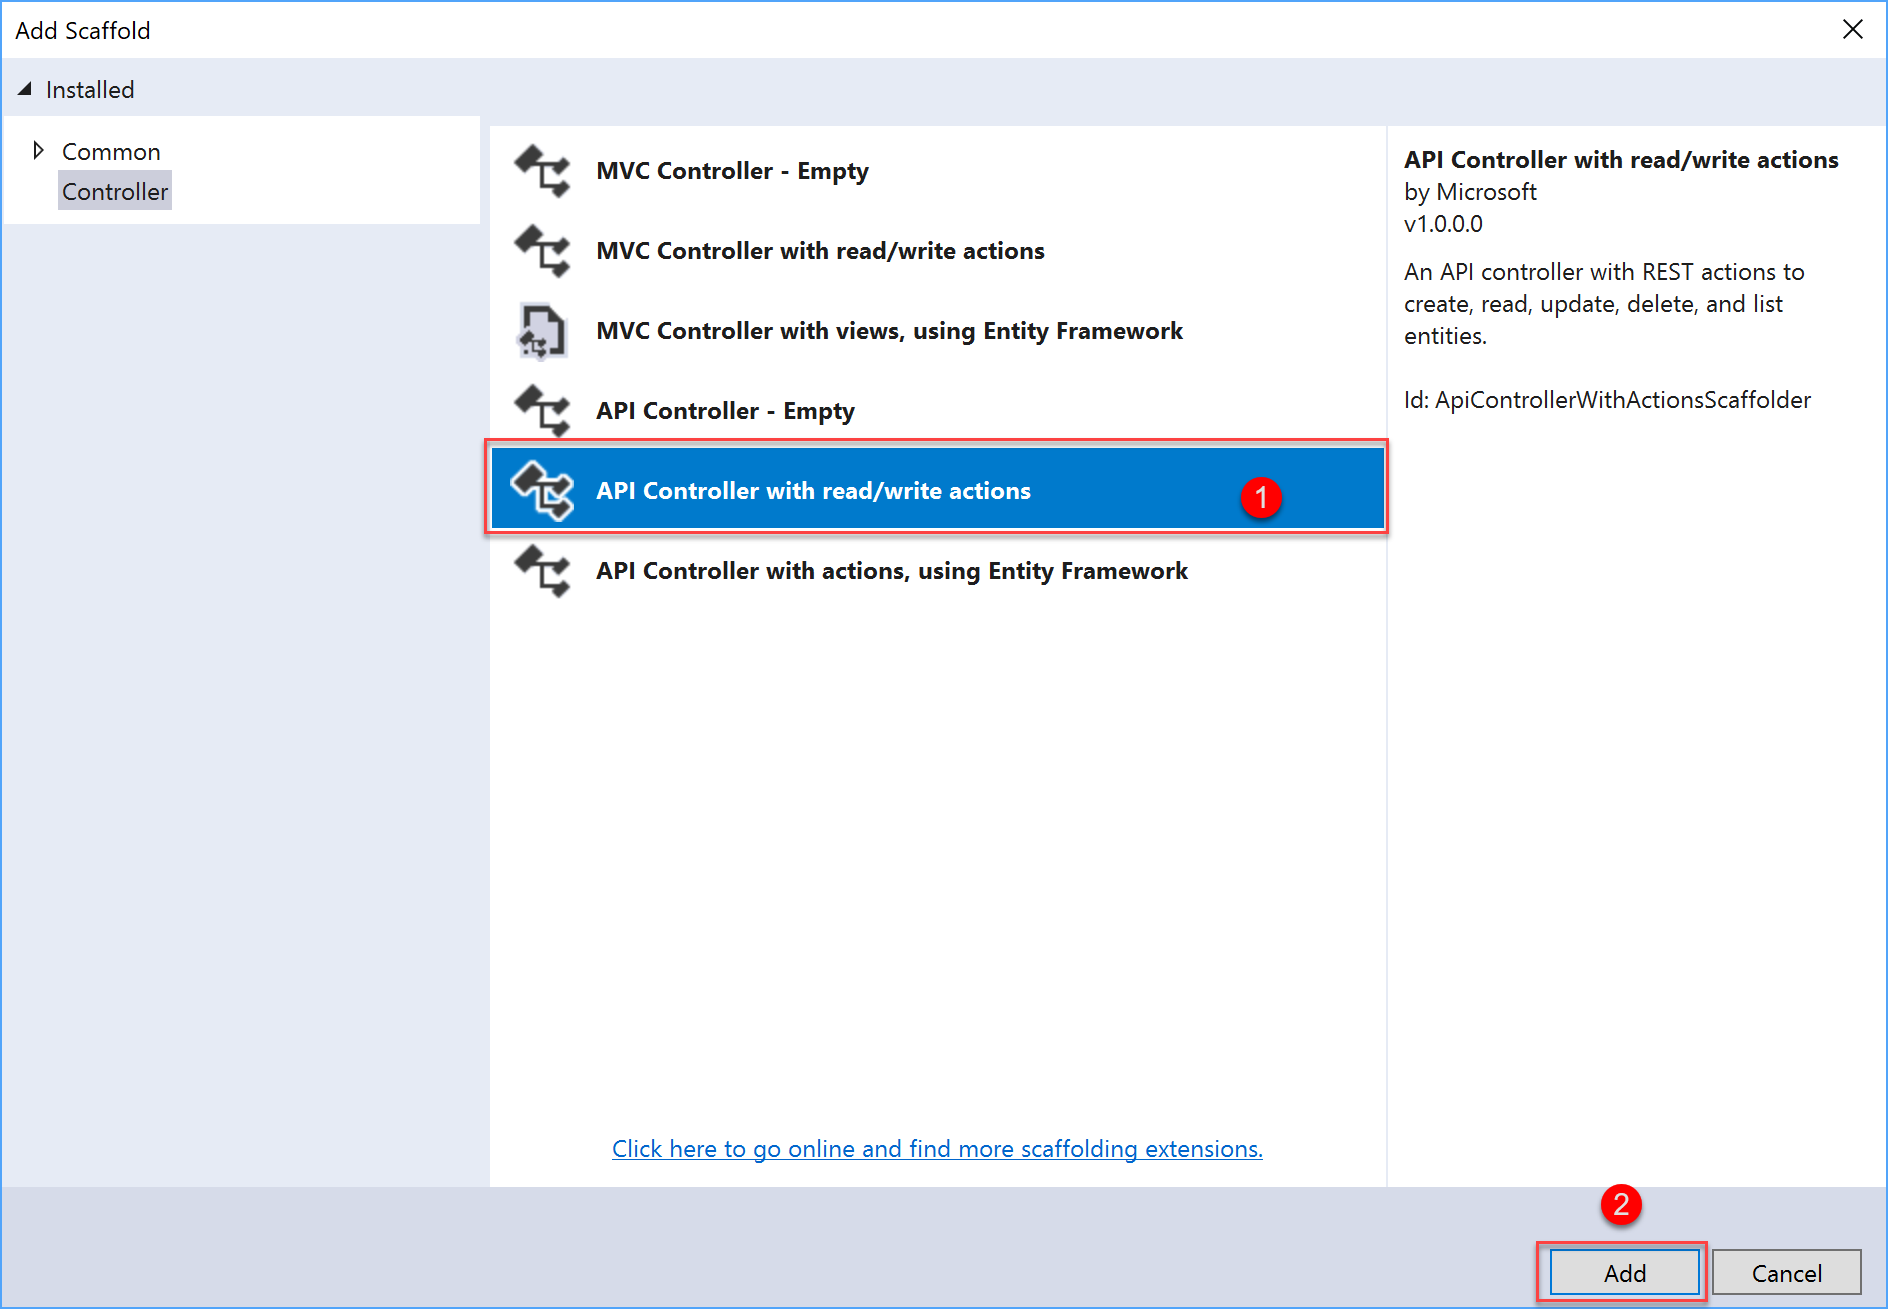 Add Scaffold
Installed
Common
Controller
MVC Controller - Empty
MVC Controller with read/write actions
MVC Controller with views, using Entity Framework
API Controller - Empty
API Controller with read/write actions
1
API Controller with actions, using Entity Framework
Click here to go online and find more scaffolding extensions.
API Controller with read/write actions
by Microsoft
v1.0.0.0
An API controller with REST actions to
create, read, update, delete, and list
entities.
Id: ApiControllerWithActionsScaffolder
2
Add
Cancel